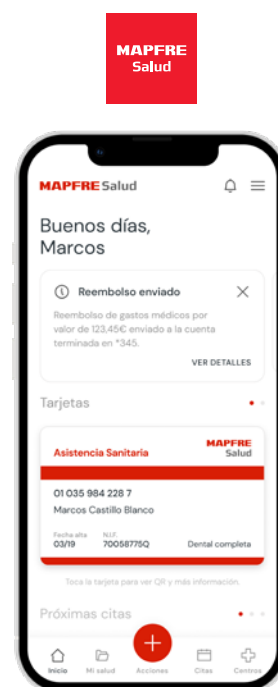 MAPFRE
Salud
MAPFRE Salud
Buenos días,
Marcos
Reembolso enviado
Reembolso de gastos médicos por
valor de 123,45€ enviado a la cuenta
terminada en *345.
VER DETALLES
Tarjetas
Asistencia Sanitaria
MAPFRE
Salud
01 035 984 228 7
Marcos Castillo Blanco
Fecha alta N.I.F.
03/19 70058775Q Dental completa
Toca la tarjeta para ver QR y más información.
Próximas citas
Inicio Mi salud Acciones Citas Centros